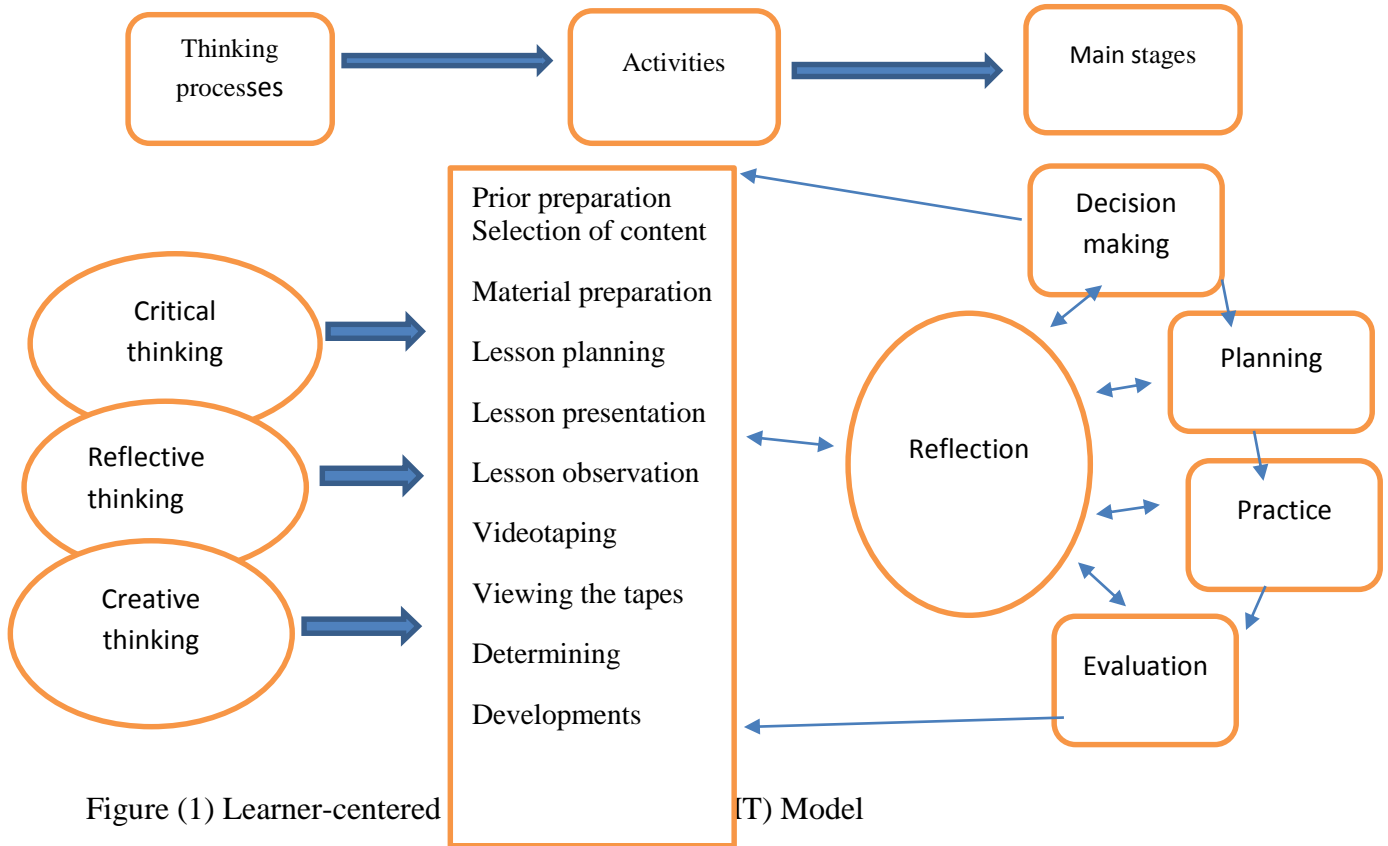 Thinking
processes
Activities
Main stages
Prior preparation
Selection of content
Material preparation
Lesson planning
Lesson presentation
Lesson observation
Videotaping
Viewing the tapes
Determining
Developments
Critical
thinking
Reflective
thinking
Creative
thinking
Reflection
Decision
making
Planning
Practice
Evaluation
Figure (1) Learner-centered T) Model